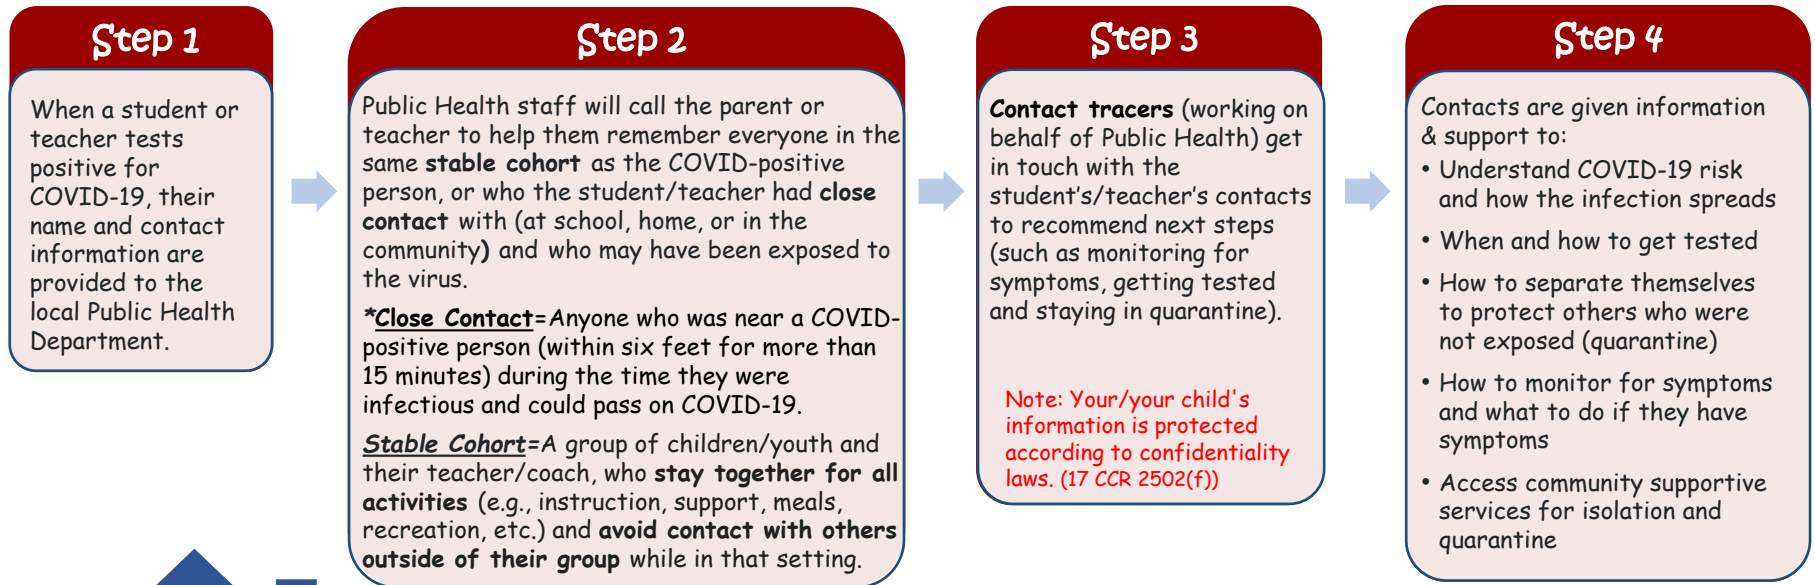 Step 1
When a student or
teacher tests
positive for
COVID-19, their
name and contact
information are
provided to the
local Public Health
Department.
Step 2
Public Health staff will call the parent or
teacher to help them remember everyone in the
same stable cohort as the COVID-positive
person, or who the student/teacher had close
contact with (at school, home, or in the
community) and who may have been exposed to
the virus.
*Close Contact=Anyone who was near a COVID-
positive person (within six feet for more than
15 minutes) during the time they were
infectious and could pass on COVID-19.
Stable Cohort=A group of children/youth and
their teacher/coach, who stay together for all
activities (e.g., instruction, support, meals,
recreation, etc.) and avoid contact with others
outside of their group while in that setting.
Step 3
Contact tracers (working on
behalf of Public Health) get
in touch with the
student's/teacher's contacts
to recommend next steps
(such as monitoring for
symptoms, getting tested
and staying in quarantine).
Note: Your/your child's
information is protected
according to confidentiality
laws. (17 CCR 2502(f))
Step 4
Contacts are given information
& support to:
• Understand COVID-19 risk
and how the infection spreads
• When and how to get tested
• How to separate themselves
to protect others who were
not exposed (quarantine)
• How to monitor for symptoms
and what to do if they have
symptoms
• Access community supportive
services for isolation and
quarantine